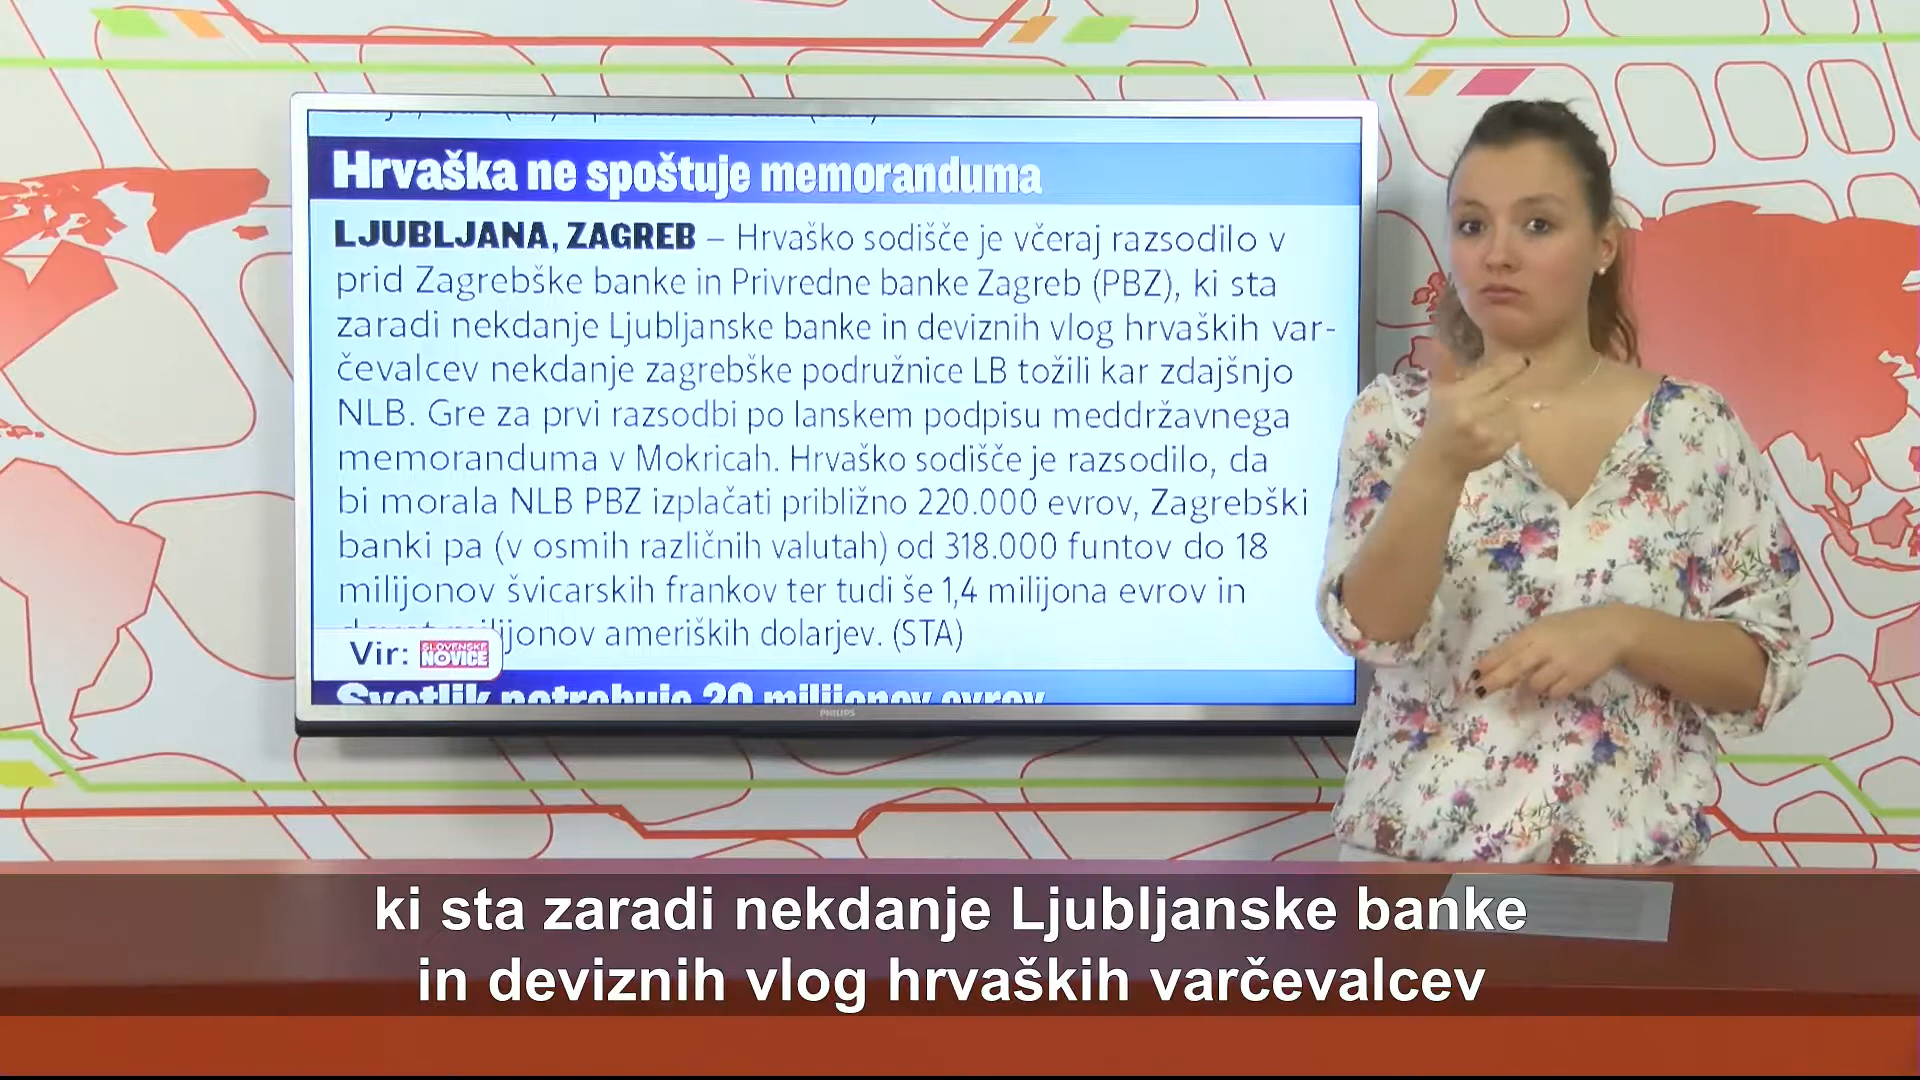 Hrvaška ne spoštuje memoranduma
LJUBLJANA, ZAGREB – Hrvaško sodišče je včeraj razsodilo v
prid Zagrebške banke in Privredne banke Zagreb (PBZ), ki sta
zaradi nekdanje Ljubljanske banke in deviznih vlog hrvaških var-
čevalcev nekdanje zagrebške podružnice LB tožili kar zdajšnjo
NLB. Gre za prvi razsodbi po lanskem podpisu meddržavnega
memoranduma v Mokricah. Hrvaško sodišče je razsodilo, da
bi morala NLB PBZ izplačati približno 220.000 evrov, Zagrebški
banki pa (v osmih različnih valutah) od 318.000 funtov do 18
milijonov švicarskih frankov ter tudi še 1,4 milijona evrov in
ameriških dolarjev. (STA)
Vir: SLOVENSKE NOVICE
Svetlik potrebuje 20 milijonov evrov
PHILIPS
ki sta zaradi nekdanje Ljubljanske banke
in deviznih vlog hrvaških varčevalcev